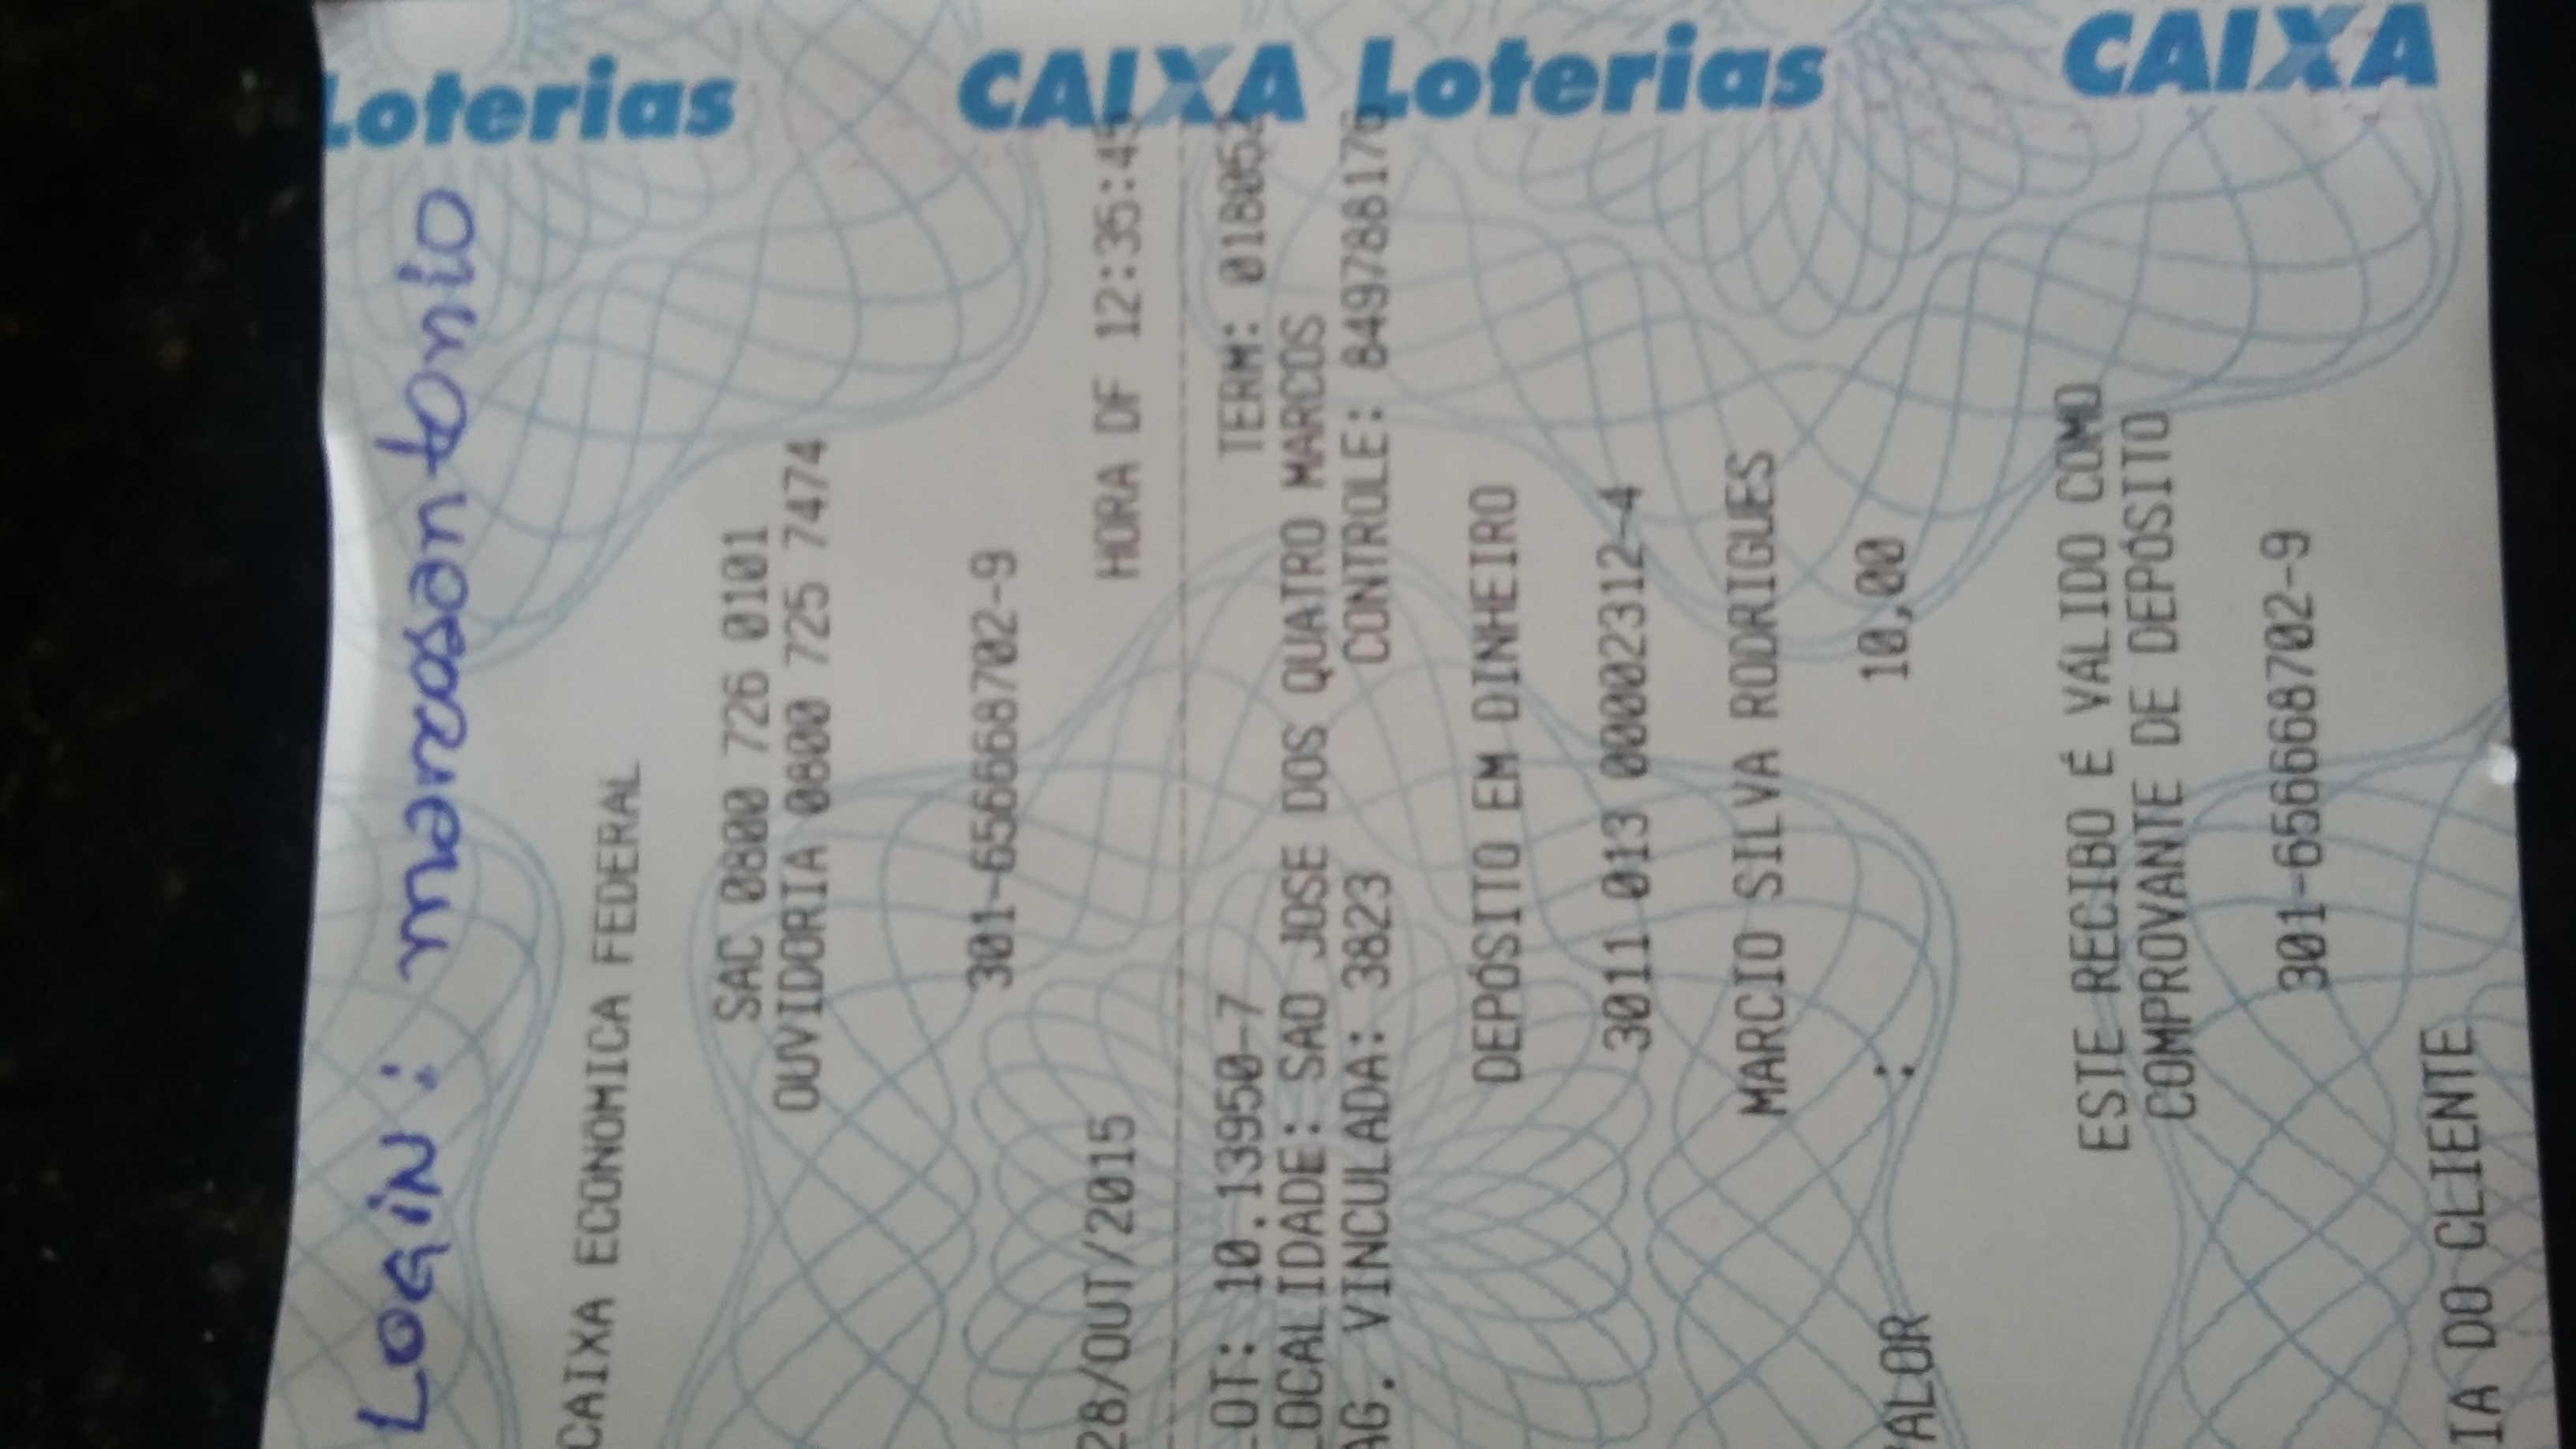 LOGIN: marcosantonio
CAIXA ECONOMICA FEDERAL
SAC 0800 726 0101
OUVIDORIA 0800 725 7474
301-656668702-9
28/OUT/2015 HORA DF 12:35:45
LOT: 10.13950-7 TERM: 018052
LOCALIDADE: SAO JOSE DOS QUATRO MARCOS
AG. VINCULADA: 3823 CONTROLE: 849788176
DEPÓSITO EM DINHEIRO
3011 013 00002312-4
MARCIO SILVA RODRIGUES
VALOR : 10,00
ESTE RECIBO É VÁLIDO COMO
COMPROVANTE DE DEPÓSITO
301-656668702-9
IA DO CLIENTE
Loterias
CAIXA Loterias
CAIXA